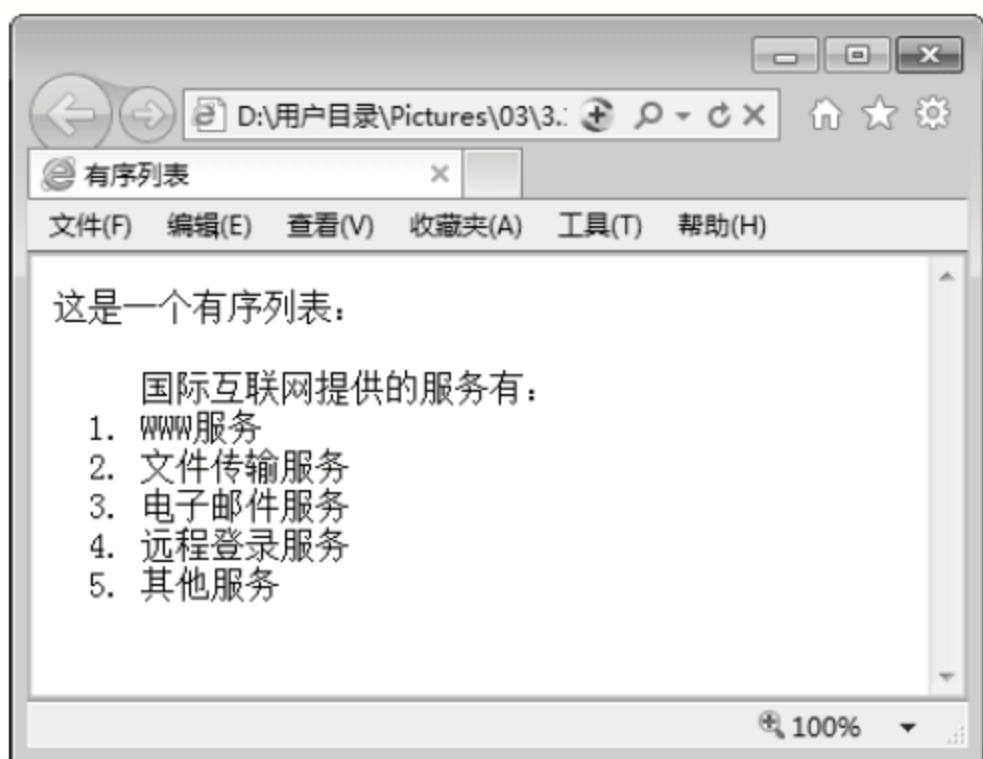 D:\用户目录\Pictures\03\3.
有序列表
文件(F) 编辑(E) 查看(V) 收藏夹(A) 工具(T) 帮助(H)
这是一个有序列表：
国际互联网提供的服务有：
1. WWW服务
2. 文件传输服务
3. 电子邮件服务
4. 远程登录服务
5. 其他服务
100%